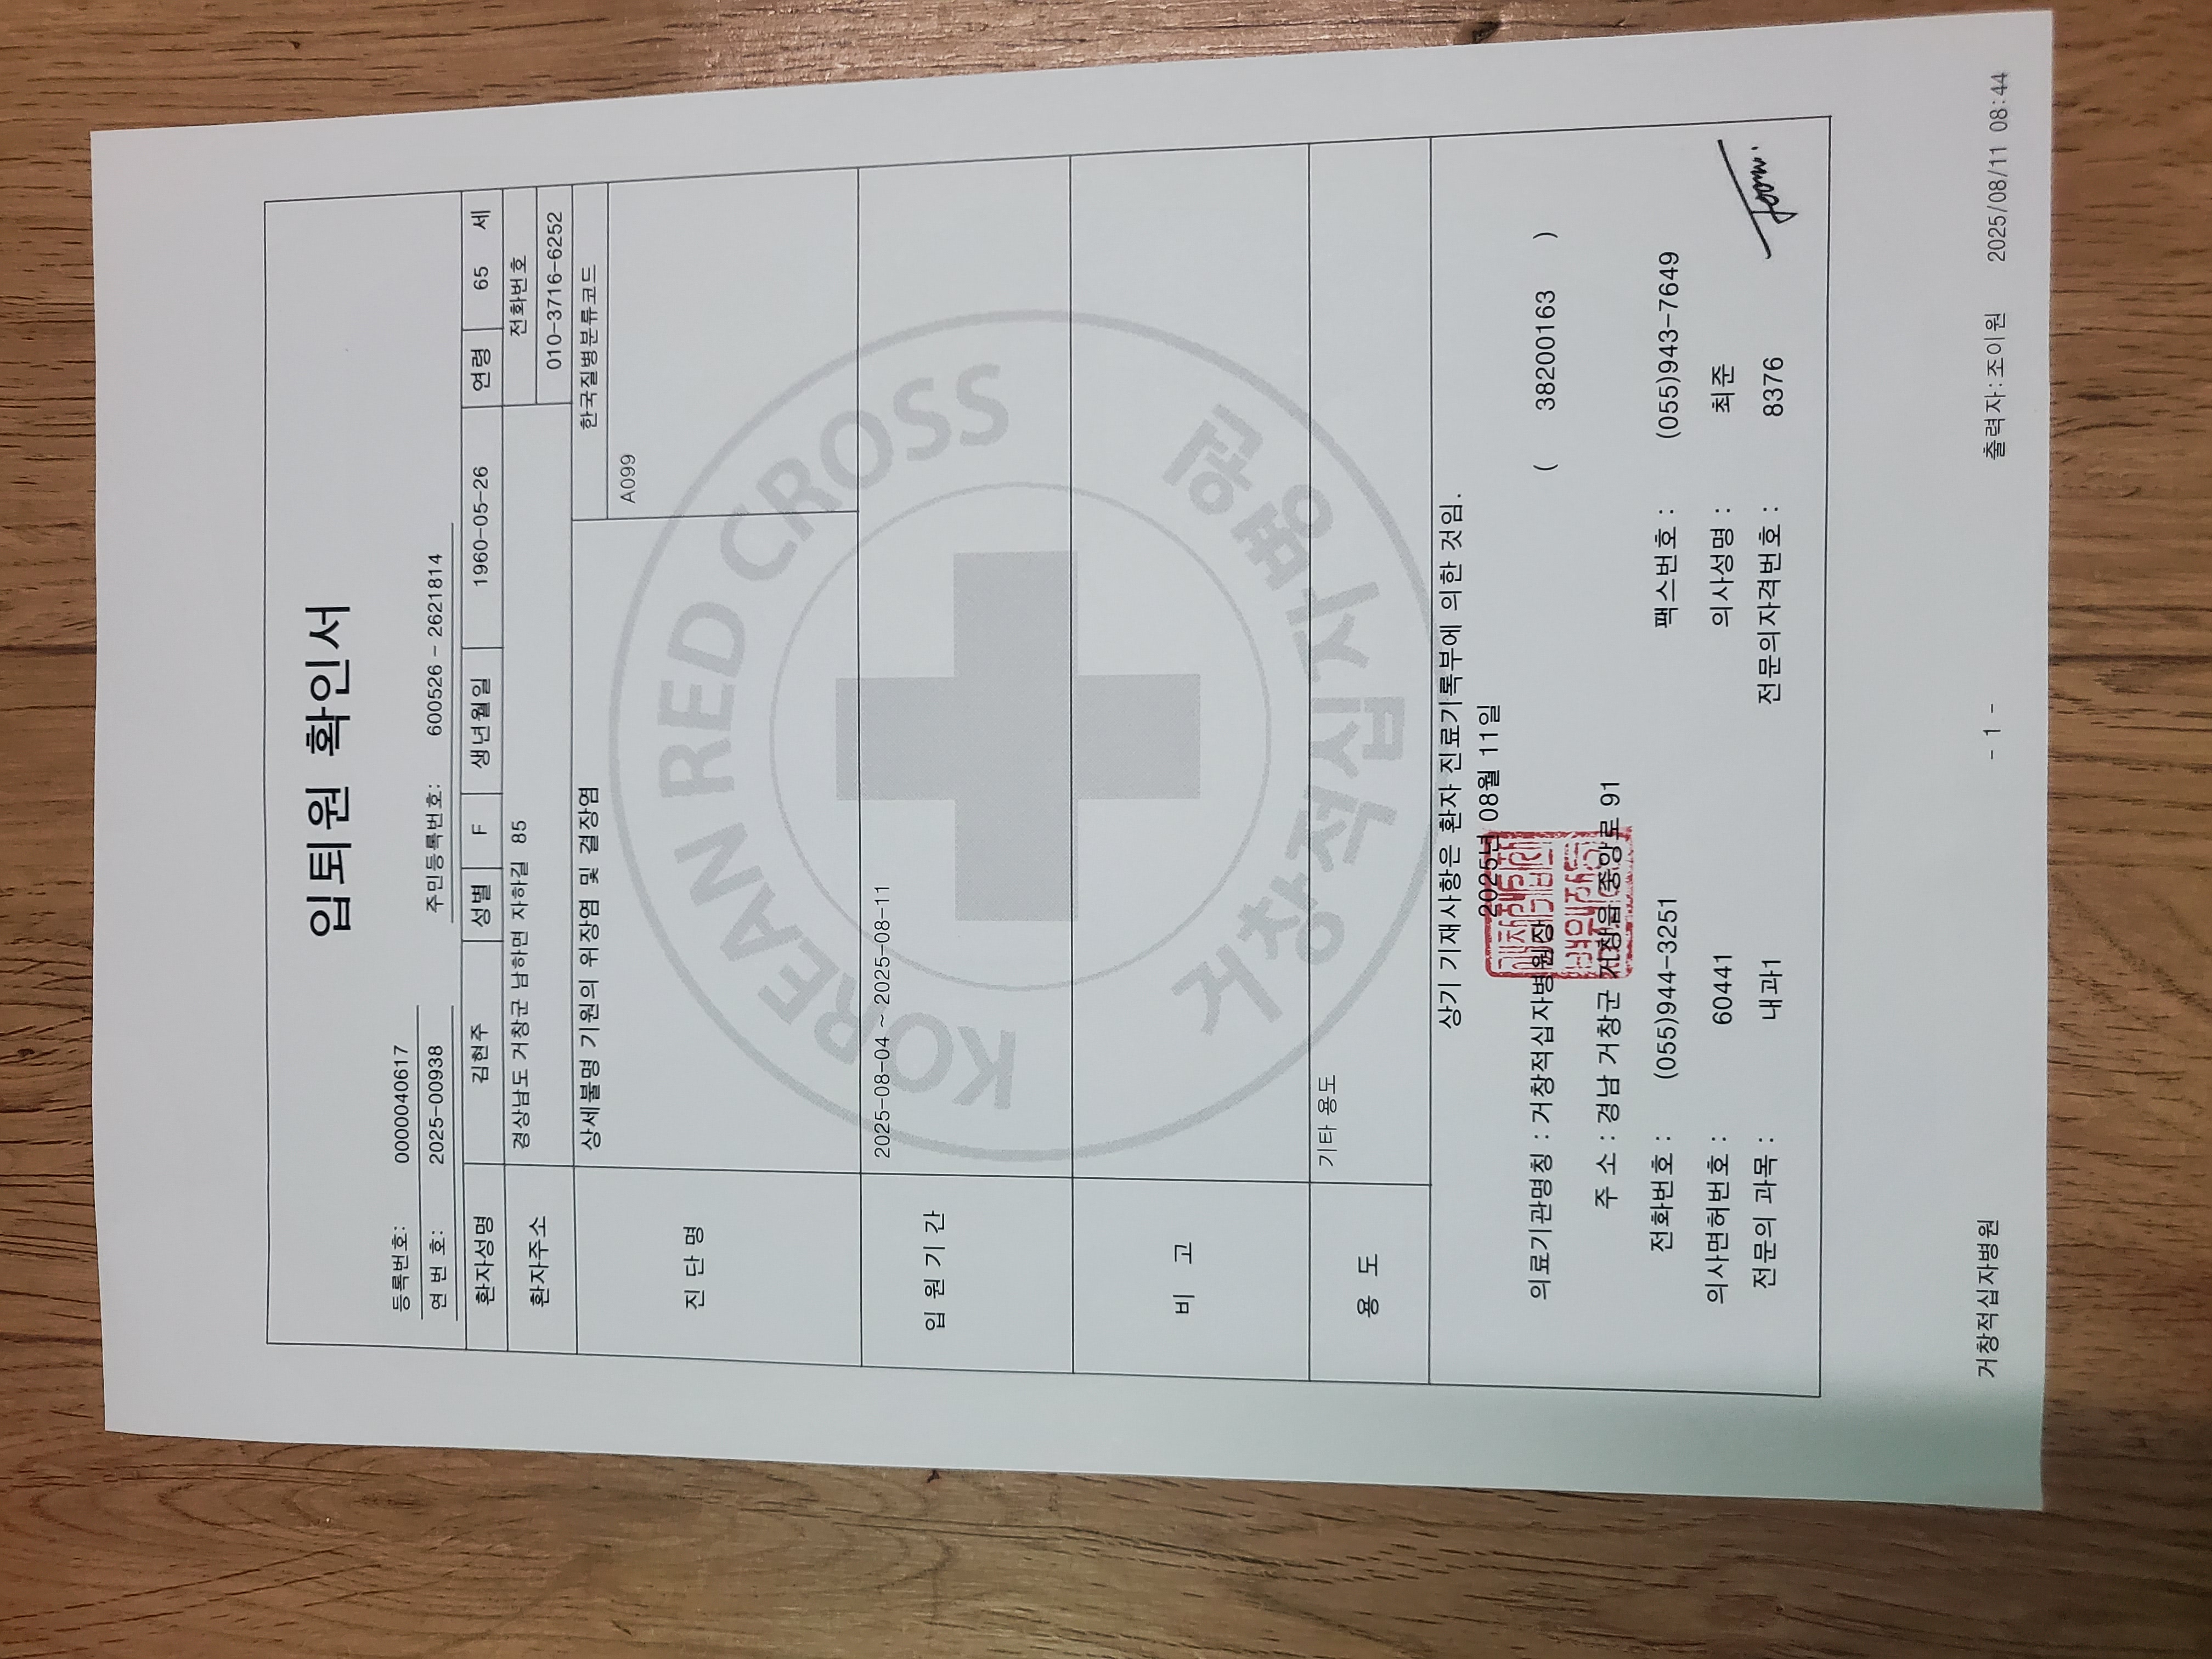 입퇴원 확인서
등록번호: 0000040617
연 번 호: 2025-00938 주민등록번호: 600526 - 2621814
환자성명 김현주 성별 F 생년월일 1960-05-26 연령 65 세
환자주소 경상남도 거창군 남하면 자하길 85 전화번호
010-3716-6252
진 단 명 상세불명 기원의 위장염 및 결장염 한국질병분류코드
A099
입 원 기 간 2025-08-04 ~ 2025-08-11
비 고
용 도 기타 용도
KOREAN RED CROSS
거창적십자병원
상기 기재사항은 환자 진료기록부에 의한 것임.
2025년 08월 11일
의료기관명칭 : 거창적십자병원장 ( 38200163 )
주 소 : 경남 거창군 거창읍 중앙로 91
전화번호 : (055)944-3251 팩스번호 : (055)943-7649
의사면허번호 : 60441 의사성명 : 최준
전문의 과목 : 내과1 전문의자격번호 : 8376
거창적십자병원 - 1 - 출력자:조이원 2025/08/11 08:44